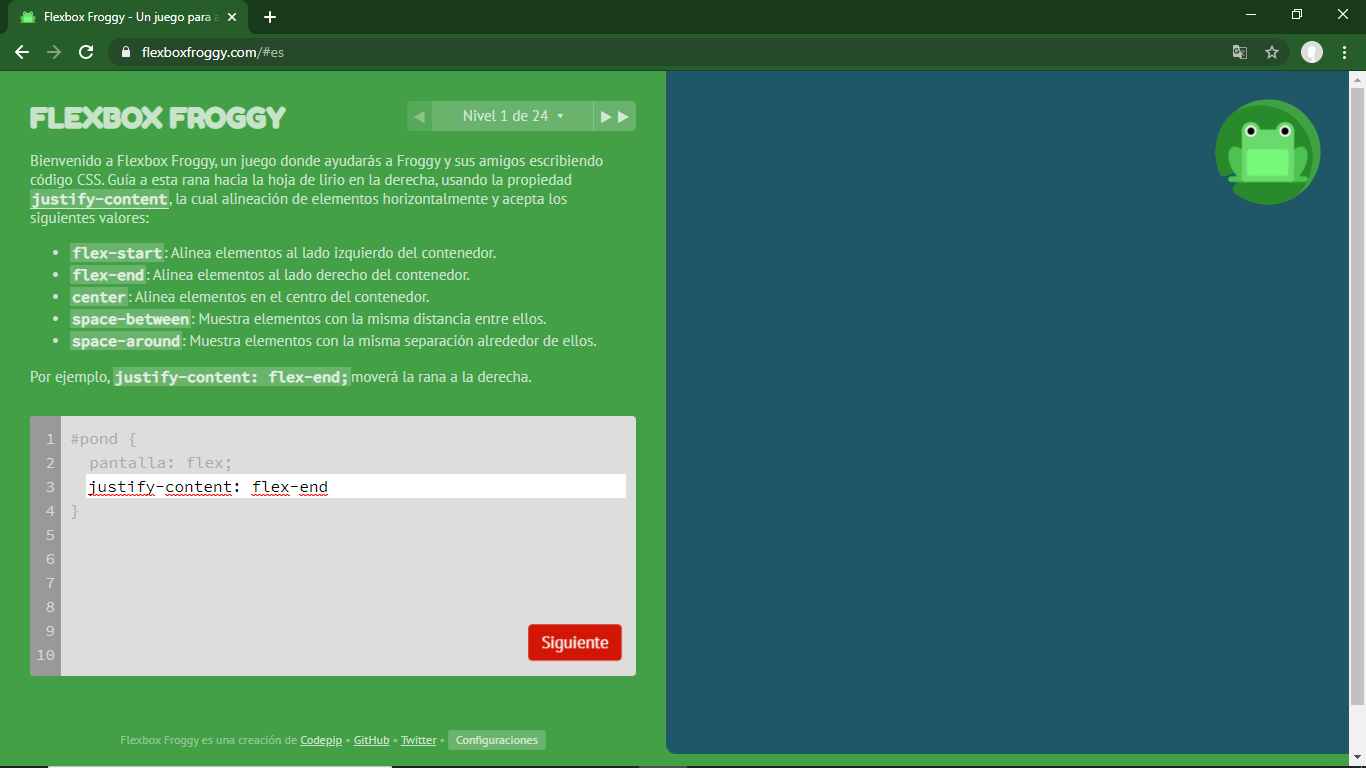 Flexbox Froggy - Un juego para a
flexboxfroggy.com/#es
FLEXBOX FROGGY
Nivel 1 de 24
Bienvenido a Flexbox Froggy, un juego donde ayudarás a Froggy y sus amigos escribiendo
código CSS. Guía a esta rana hacia la hoja de lirio en la derecha, usando la propiedad
justify-content, la cual alineación de elementos horizontalmente y acepta los
siguientes valores:
• flex-start: Alinea elementos al lado izquierdo del contenedor.
• flex-end: Alinea elementos al lado derecho del contenedor.
• center: Alinea elementos en el centro del contenedor.
• space-between: Muestra elementos con la misma distancia entre ellos.
• space-around: Muestra elementos con la misma separación alrededor de ellos.
Por ejemplo, justify-content: flex-end; moverá la rana a la derecha.
1 #pond {
2 pantalla: flex;
3 justify-content: flex-end
4 }
5
6
7
8
9
10
Siguiente
Flexbox Froggy es una creación de Codepip • GitHub • Twitter • Configuraciones